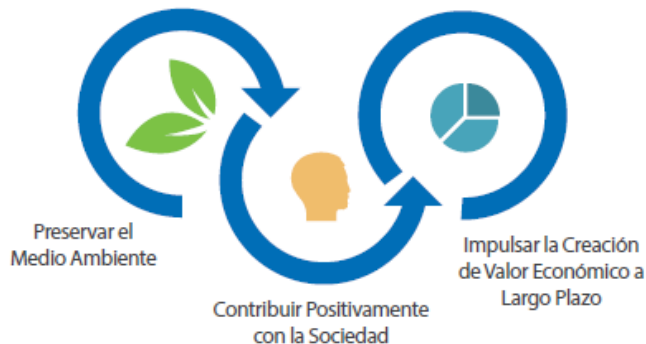 Preservar el
Medio Ambiente
Contribuir Positivamente
con la Sociedad
Impulsar la Creación
de Valor Económico a
Largo Plazo